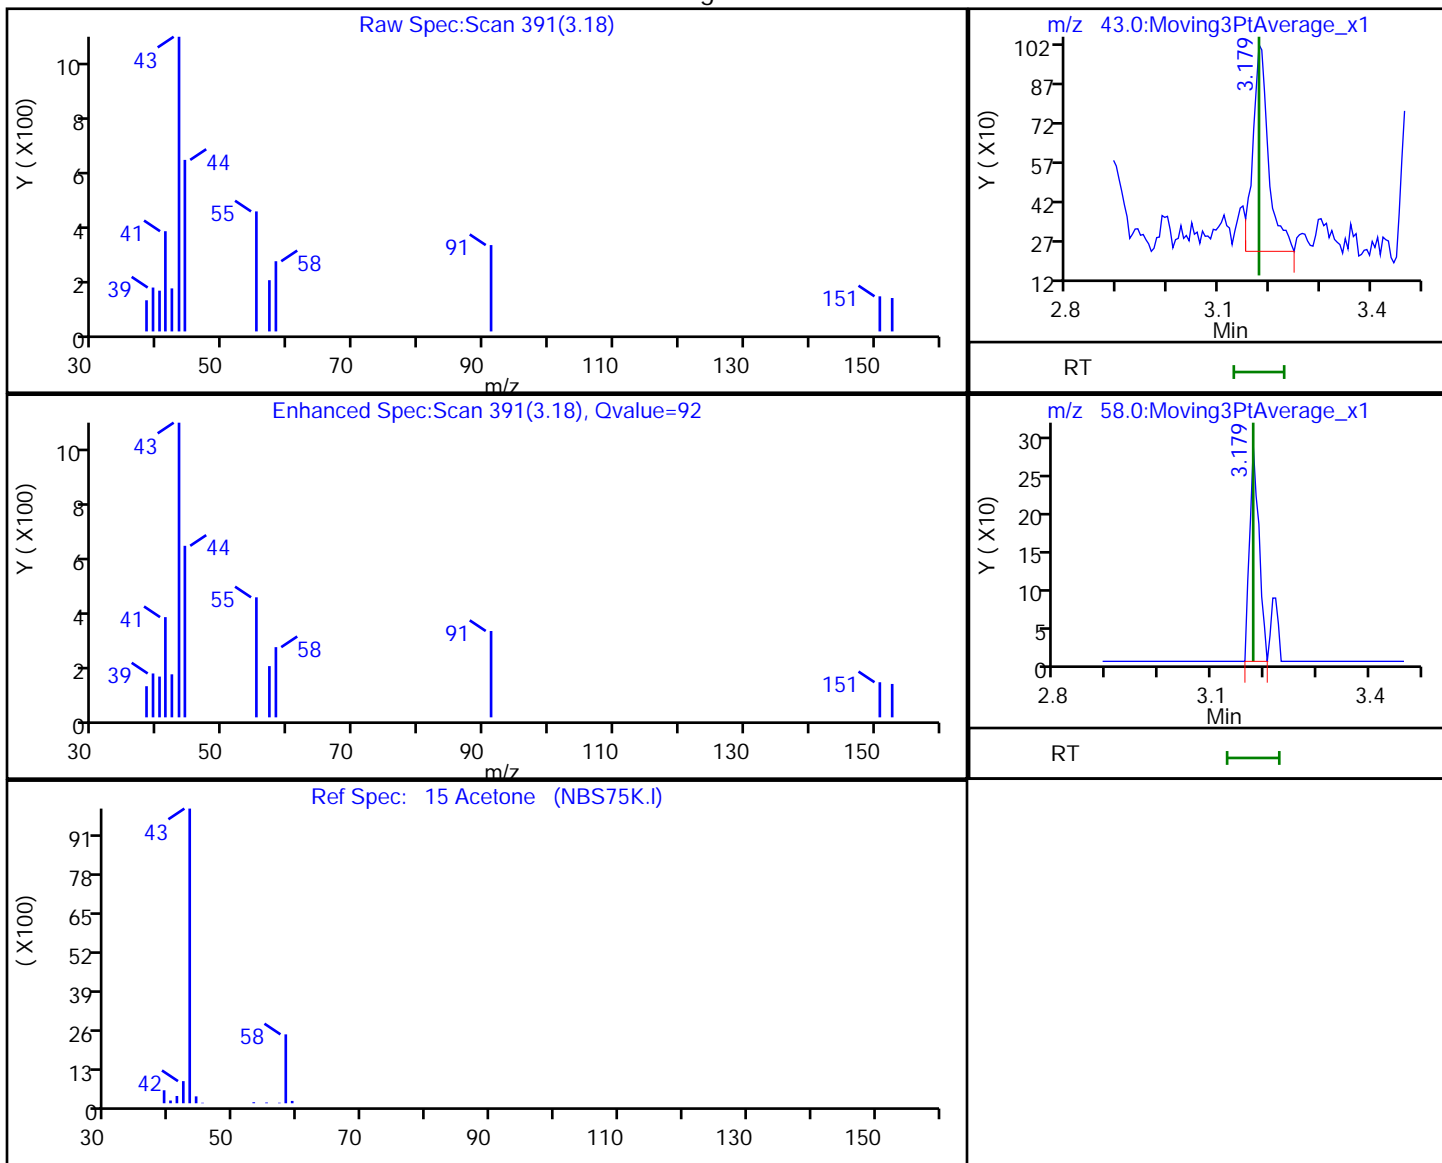 Raw Spec:Scan 391(3.18)
Y ( X100)
10
8
6
4
2
0
43
44
41
55
58
39
91
151
30 50 70 90 110 130 150
m/z
m/z 43.0:Moving3PtAverage_x1
3.179
Y ( X10)
102
87
72
57
42
27
12
2.8 3.1 3.4
Min
RT
Enhanced Spec:Scan 391(3.18), Qvalue=92
Y ( X100)
10
8
6
4
2
0
43
44
41
55
58
39
91
151
30 50 70 90 110 130 150
m/z
m/z 58.0:Moving3PtAverage_x1
3.179
Y ( X10)
30
25
20
15
10
5
0
2.8 3.1 3.4
Min
RT
Ref Spec: 15 Acetone (NBS75K.l)
( X100)
91
78
65
52
39
26
13
0
43
58
42
30 50 70 90 110 130 150